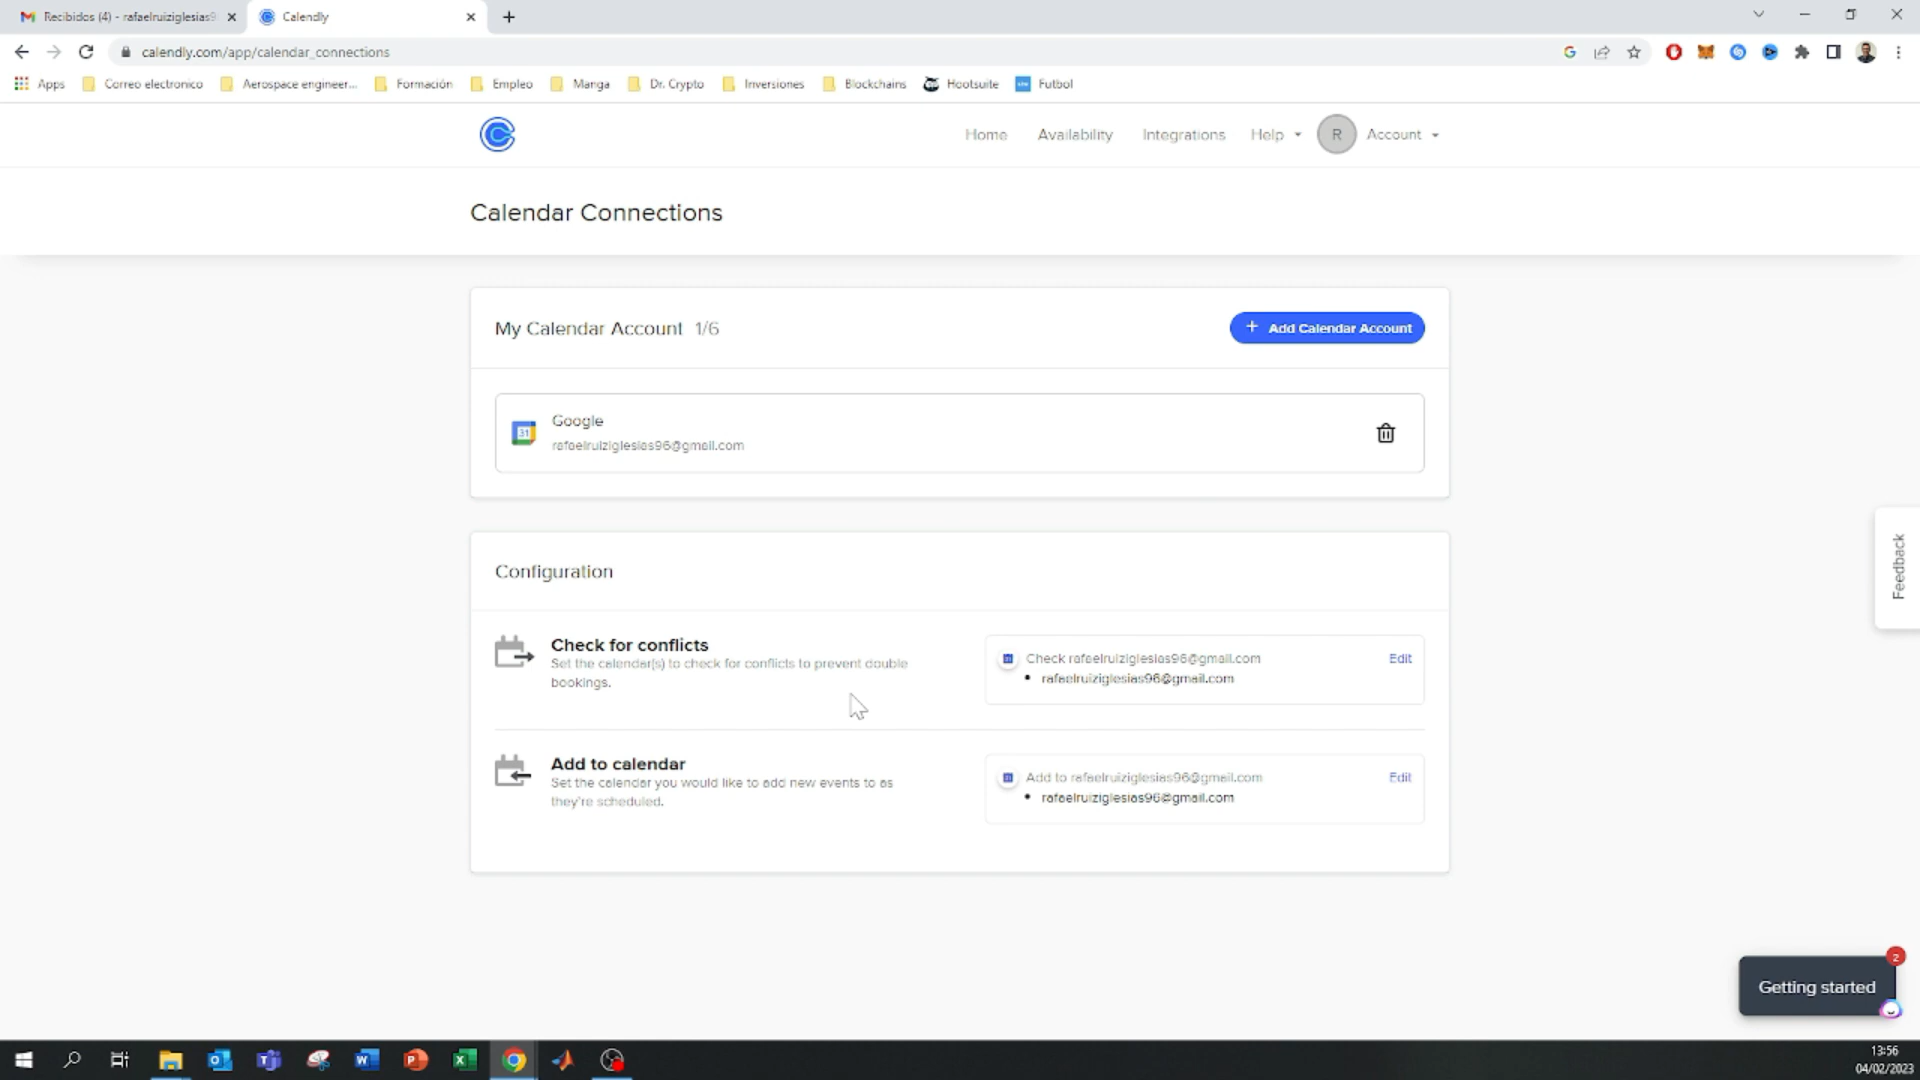 Recibidos (4) - rafaelruiziglesias9
Calendly
calendly.com/app/calendar_connections
Apps
Correo electronico
Aerospace engineer...
Formación
Empleo
Manga
Dr. Crypto
Inversiones
Blockchains
Hootsuite
Futbol
Home
Availability
Integrations
Help
R
Account
Calendar Connections
My Calendar Account 1/6
+ Add Calendar Account
31
Google
rafaelruiziglesias96@gmail.com
Configuration
Check for conflicts
Set the calendar(s) to check for conflicts to prevent double
bookings.
Check rafaelruiziglesias96@gmail.com
Edit
• rafaelruiziglesias96@gmail.com
Add to calendar
Set the calendar you would like to add new events to as
they're scheduled.
Add to rafaelruiziglesias96@gmail.com
Edit
• rafaelruiziglesias96@gmail.com
Feedback
2
Getting started
13:56
04/02/2023